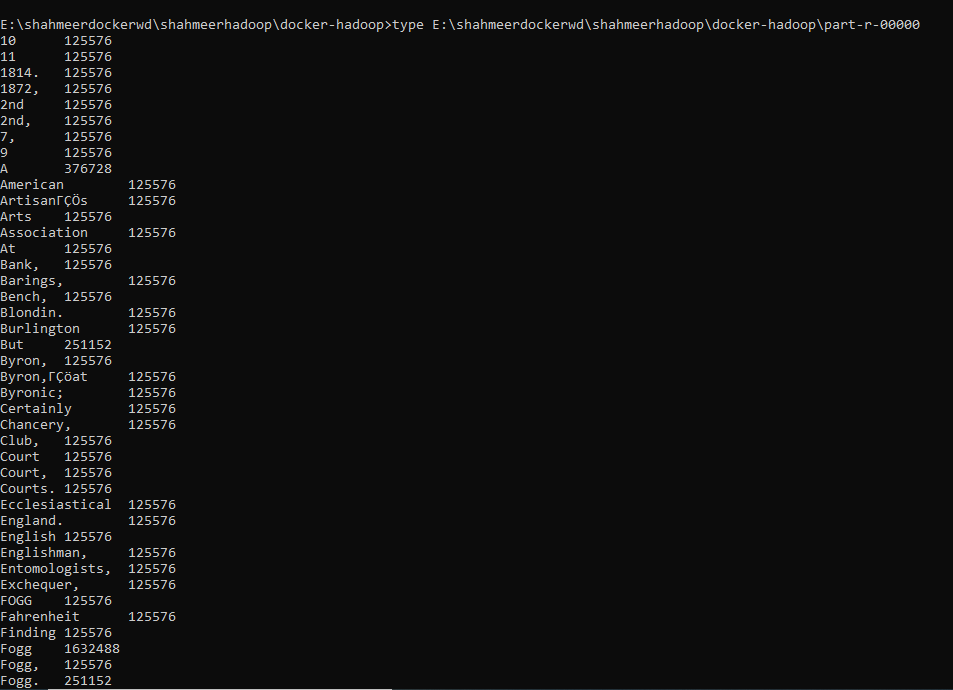 E:\shahmeerdockerwd\shahmeerhadoop\docker-hadoop>type E:\shahmeerdockerwd\shahmeerhadoop\docker-hadoop\part-r-00000
10 125576
11 125576
1814. 125576
1872, 125576
2nd 125576
2nd, 125576
7, 125576
9 125576
A 376728
American 125576
ArtisanΓÇÖs 125576
Arts 125576
Association 125576
At 125576
Bank, 125576
Barings, 125576
Bench, 125576
Blondin. 125576
Burlington 125576
But 251152
Byron, 125576
Byron,ΓÇöat 125576
Byronic; 125576
Certainly 125576
Chancery, 125576
Club, 125576
Court 125576
Court, 125576
Courts. 125576
Ecclesiastical 125576
England. 125576
English 125576
Englishman, 125576
Entomologists, 125576
Exchequer, 125576
FOGG 125576
Fahrenheit 125576
Finding 125576
Fogg 1632488
Fogg, 125576
Fogg. 251152